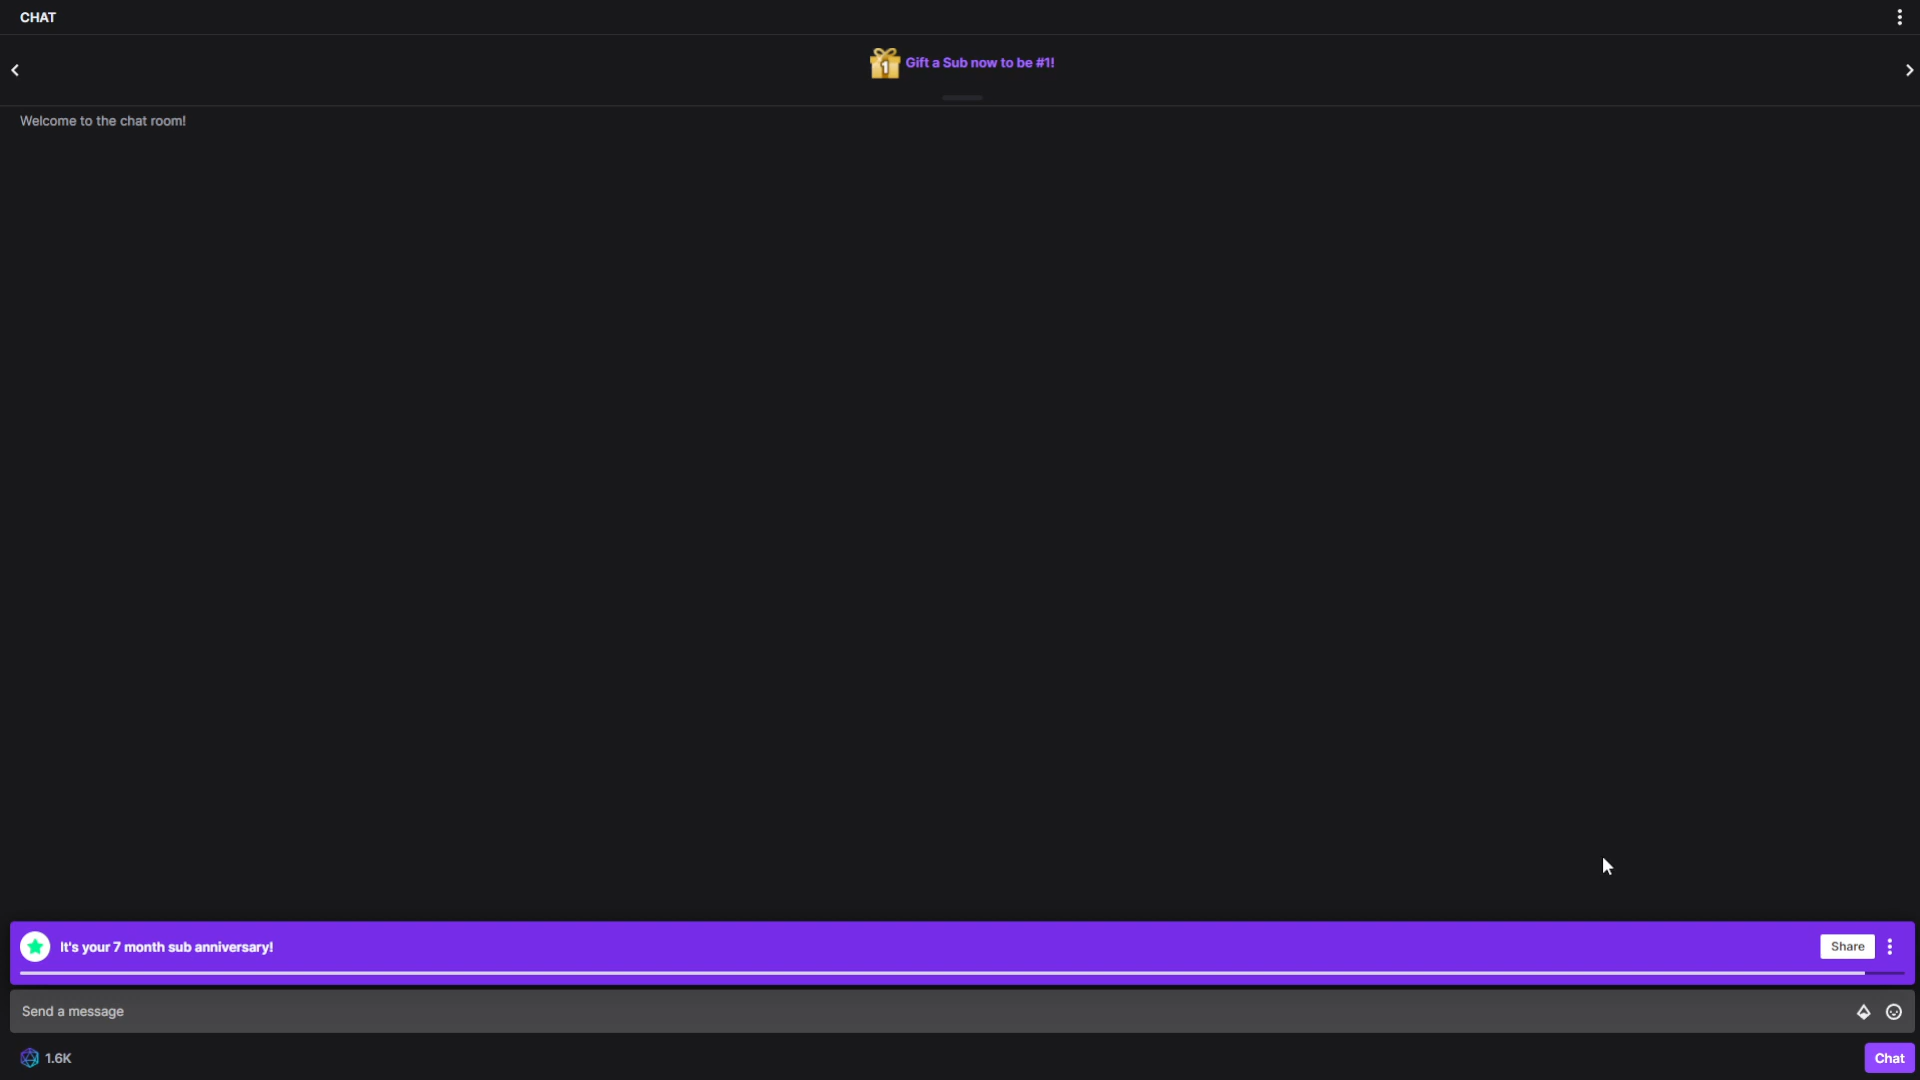 CHAT
1 Gift a Sub now to be #1!
Welcome to the chat room!
It's your 7 month sub anniversary!
Share
Send a message
1.6K
Chat